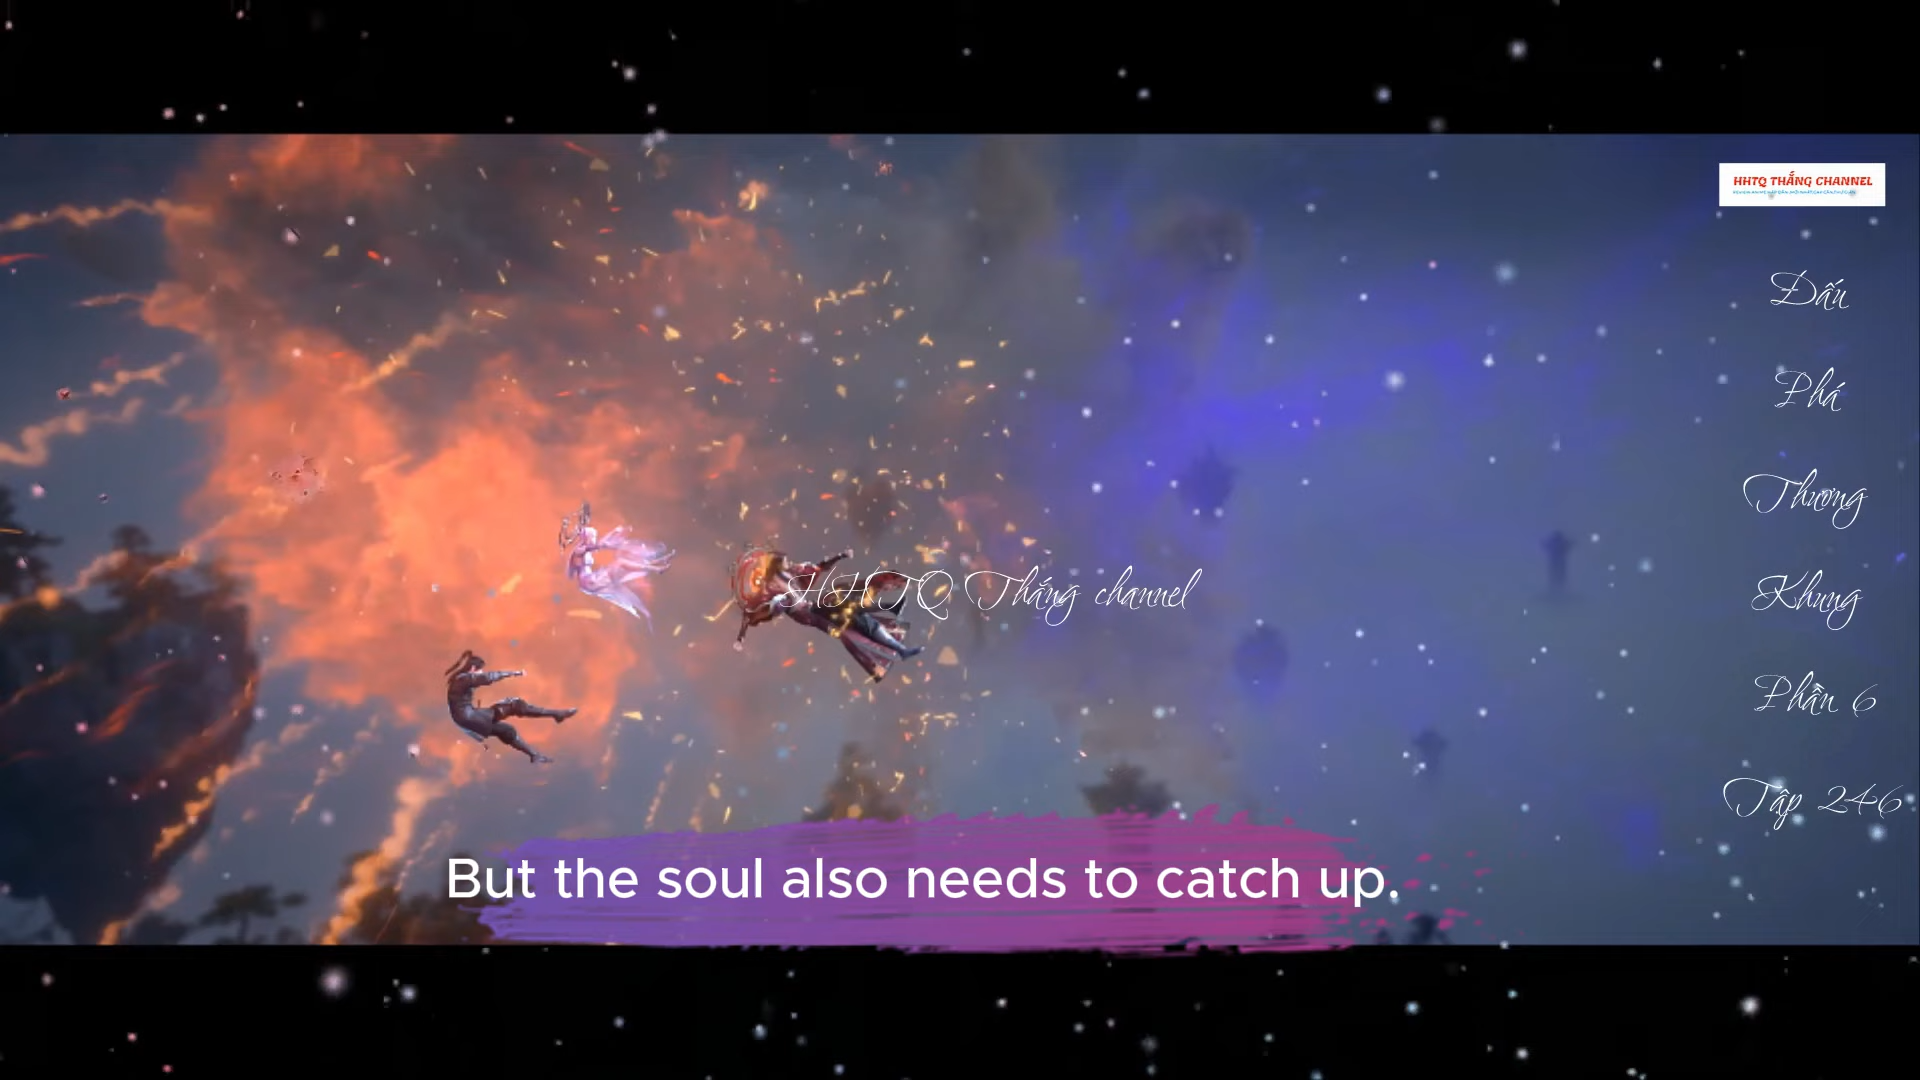 HHTQ THẮNG CHANNEL
Đấu
Phá
Thương
Khung
Phần 6
Tập 246
HHTQ Thắng channel
But the soul also needs to catch up.